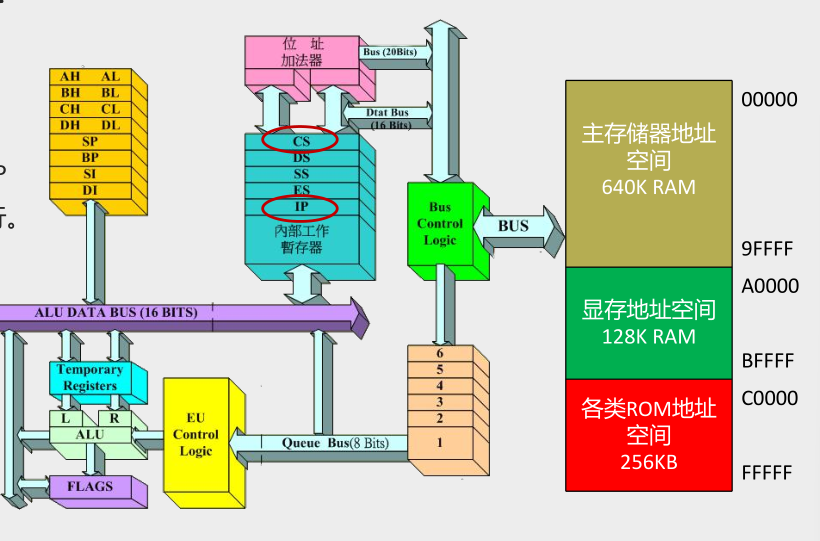 AH AL
BH BL
CH CL
DH DL
SP
BP
SI
DI
位 址
加法器
Bus (20Bits)
Dtat Bus
(16 Bits)
CS
DS
SS
ES
IP
內部工作
暫存器
Bus
Control
Logic
BUS
主存储器地址
空间
640K RAM
显存地址空间
128K RAM
各类ROM地址
空间
256KB
00000
9FFFF
A0000
BFFFF
C0000
FFFFF
ALU DATA BUS (16 BITS)
Temporary
Registers
L R
ALU
FLAGS
EU
Control
Logic
Queue Bus(8 Bits)
6
5
4
3
2
1
。